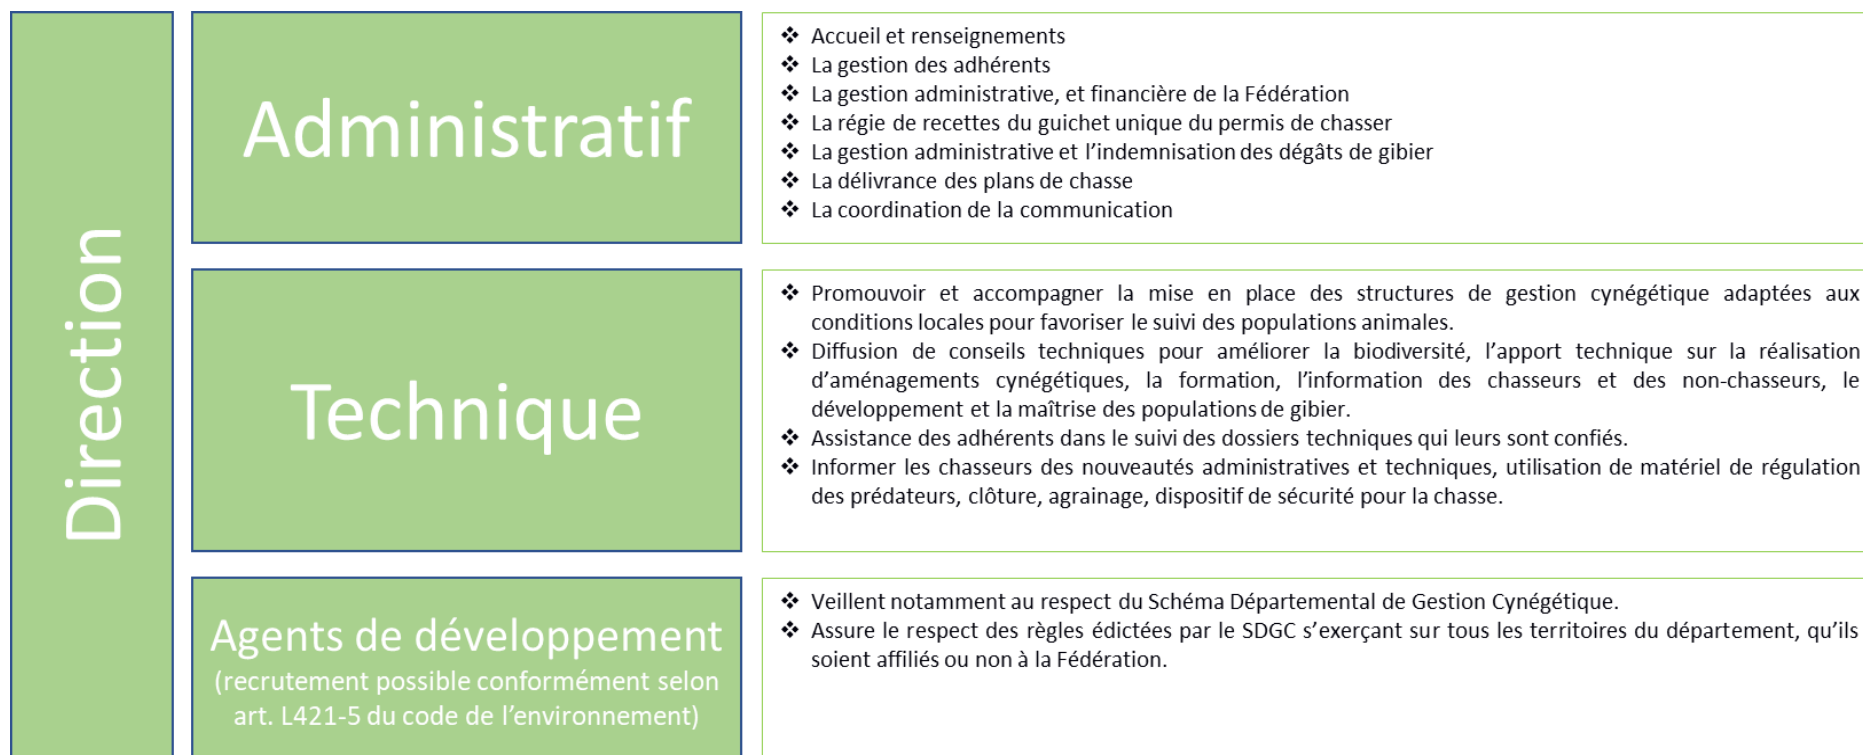 Direction
Administratif
❖ Accueil et renseignements
❖ La gestion des adhérents
❖ La gestion administrative, et financière de la Fédération
❖ La régie de recettes du guichet unique du permis de chasser
❖ La gestion administrative et l’indemnisation des dégâts de gibier
❖ La délivrance des plans de chasse
❖ La coordination de la communication
Technique
❖ Promouvoir et accompagner la mise en place des structures de gestion cynégétique adaptées aux
conditions locales pour favoriser le suivi des populations animales.
❖ Diffusion de conseils techniques pour améliorer la biodiversité, l’apport technique sur la réalisation
d’aménagements cynégétiques, la formation, l’information des chasseurs et des non-chasseurs, le
développement et la maîtrise des populations de gibier.
❖ Assistance des adhérents dans le suivi des dossiers techniques qui leurs sont confiés.
❖ Informer les chasseurs des nouveautés administratives et techniques, utilisation de matériel de régulation
des prédateurs, clôture, agrainage, dispositif de sécurité pour la chasse.
Agents de développement
(recrutement possible conformément selon
art. L421-5 du code de l’environnement)
❖ Veillent notamment au respect du Schéma Départemental de Gestion Cynégétique.
❖ Assure le respect des règles édictées par le SDGC s’exerçant sur tous les territoires du département, qu’ils
soient affiliés ou non à la Fédération.